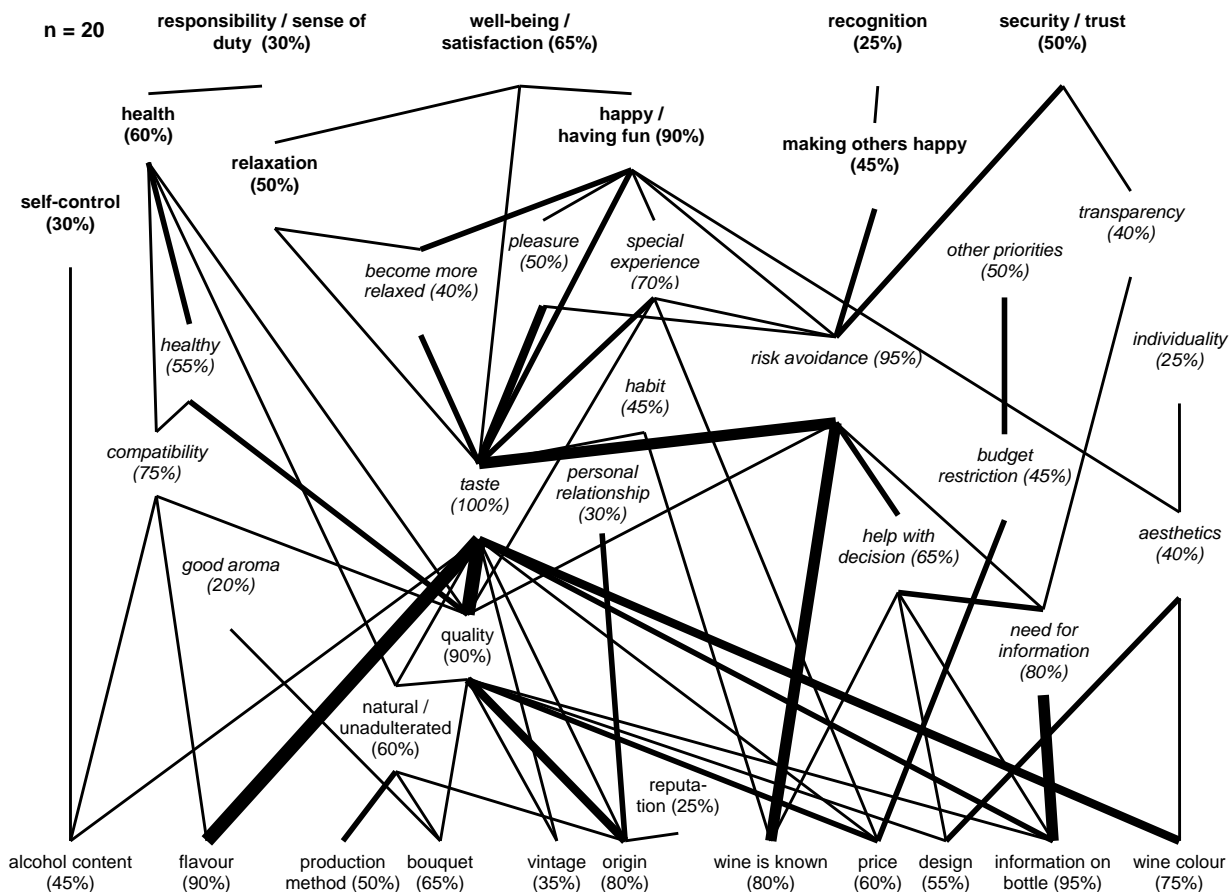 n = 20
responsibility / sense of
duty (30%)
well-being /
satisfaction (65%)
recognition
(25%)
security / trust
(50%)
health
(60%)
happy /
having fun (90%)
making others happy
(45%)
relaxation
(50%)
self-control
(30%)
transparency
(40%)
pleasure
(50%)
special
experience
(70%)
other priorities
(50%)
become more
relaxed (40%)
healthy
(55%)
risk avoidance (95%)
individuality
(25%)
habit
(45%)
compatibility
(75%)
taste
(100%)
personal
relationship
(30%)
budget
restriction (45%)
good aroma
(20%)
help with
decision (65%)
aesthetics
(40%)
quality
(90%)
need for
information
(80%)
natural /
unadulterated
(60%)
reputa-
tion (25%)
alcohol content
(45%)
flavour
(90%)
production
method (50%)
bouquet
(65%)
vintage
(35%)
origin
(80%)
wine is known
(80%)
price
(60%)
design
(55%)
information on
bottle (95%)
wine colour
(75%)